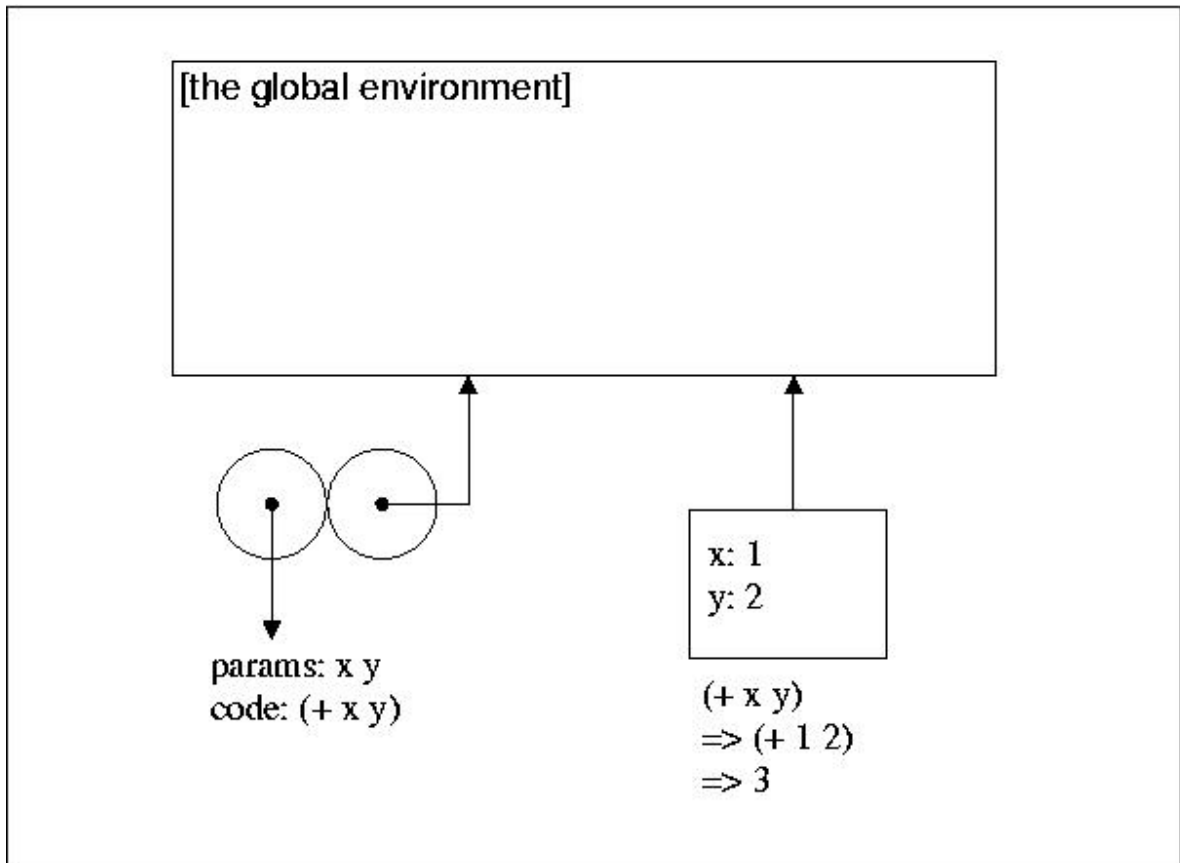 [the global environment]
params: x y
code: (+ x y)
x: 1
y: 2
(+ x y)
=> (+ 1 2)
=> 3